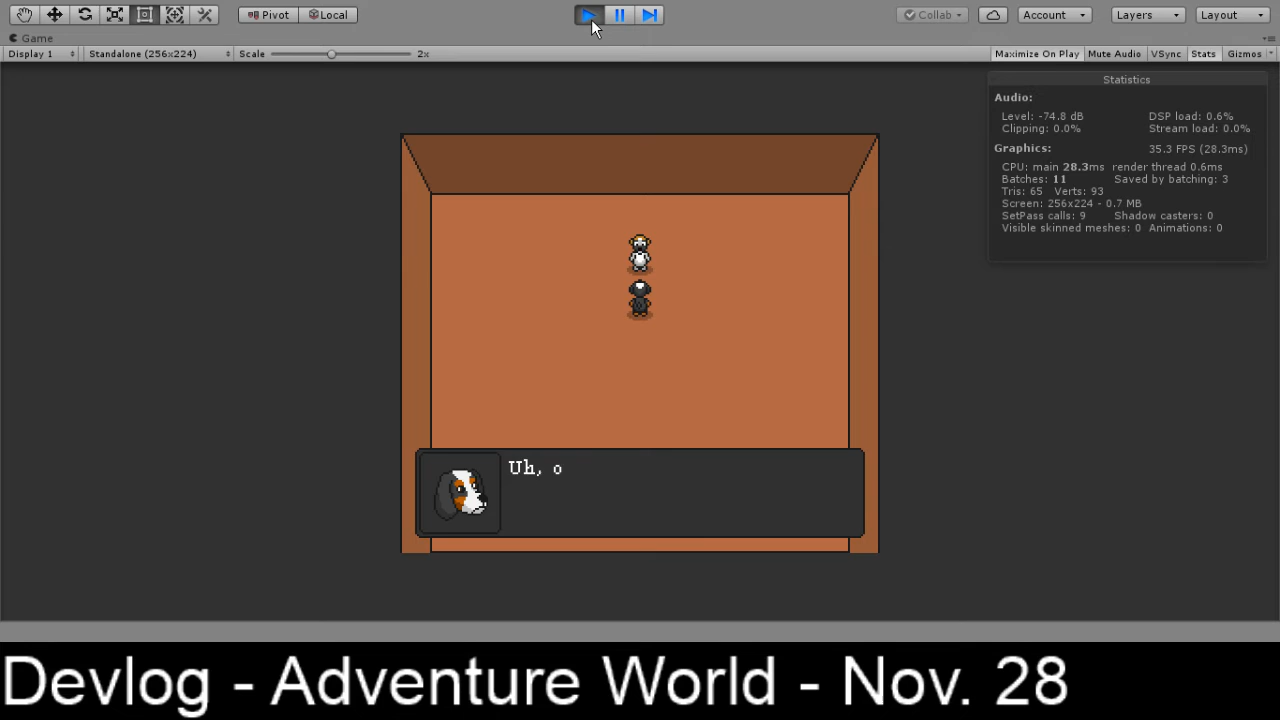 Pivot Local Collab Account Layers Layout
Game
Display 1 Standalone (256x224) Scale 2x Maximize On Play Mute Audio VSync Stats Gizmos
Statistics
Audio:
Level: -74.8 dB DSP load: 0.6%
Clipping: 0.0% Stream load: 0.0%
Graphics: 35.3 FPS (28.3ms)
CPU: main 28.3ms render thread 0.6ms
Batches: 11 Saved by batching: 3
Tris: 65 Verts: 93
Screen: 256x224 - 0.7 MB
SetPass calls: 9 Shadow casters: 0
Visible skinned meshes: 0 Animations: 0
Uh, o
Devlog - Adventure World - Nov. 28